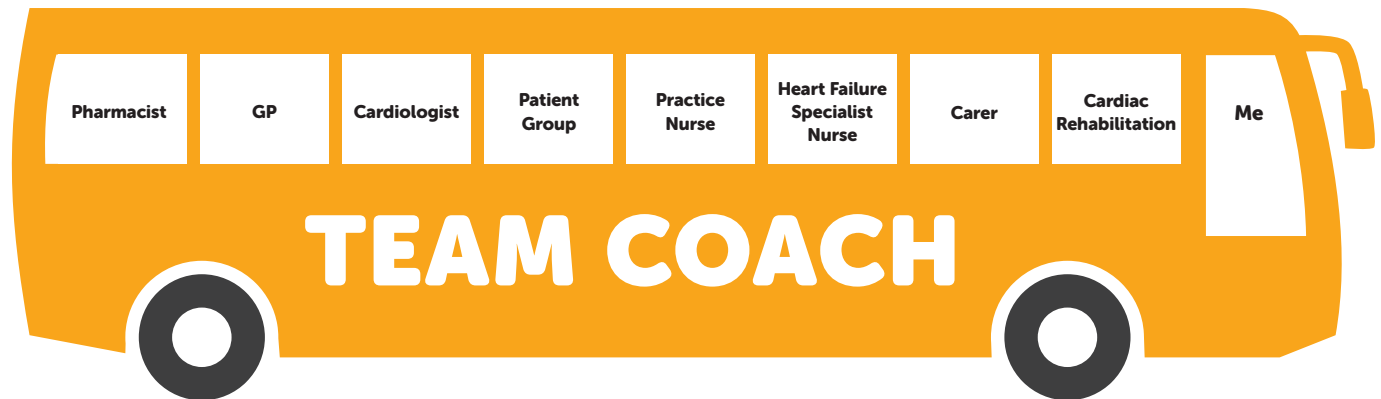 Pharmacist
GP
Cardiologist
Patient
Group
Practice
Nurse
Heart Failure
Specialist
Nurse
Carer
Cardiac
Rehabilitation
Me
TEAM COACH